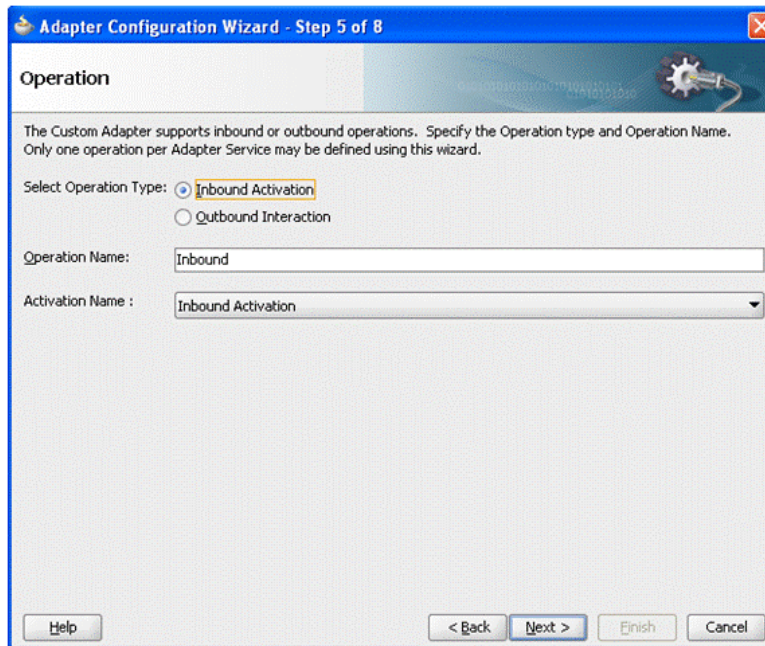 Adapter Configuration Wizard - Step 5 of 8
Operation
The Custom Adapter supports inbound or outbound operations. Specify the Operation type and Operation Name.
Only one operation per Adapter Service may be defined using this wizard.
Select Operation Type: Inbound Activation
Outbound Interaction
Operation Name: Inbound
Activation Name : Inbound Activation
Help < Back Next > Finish Cancel